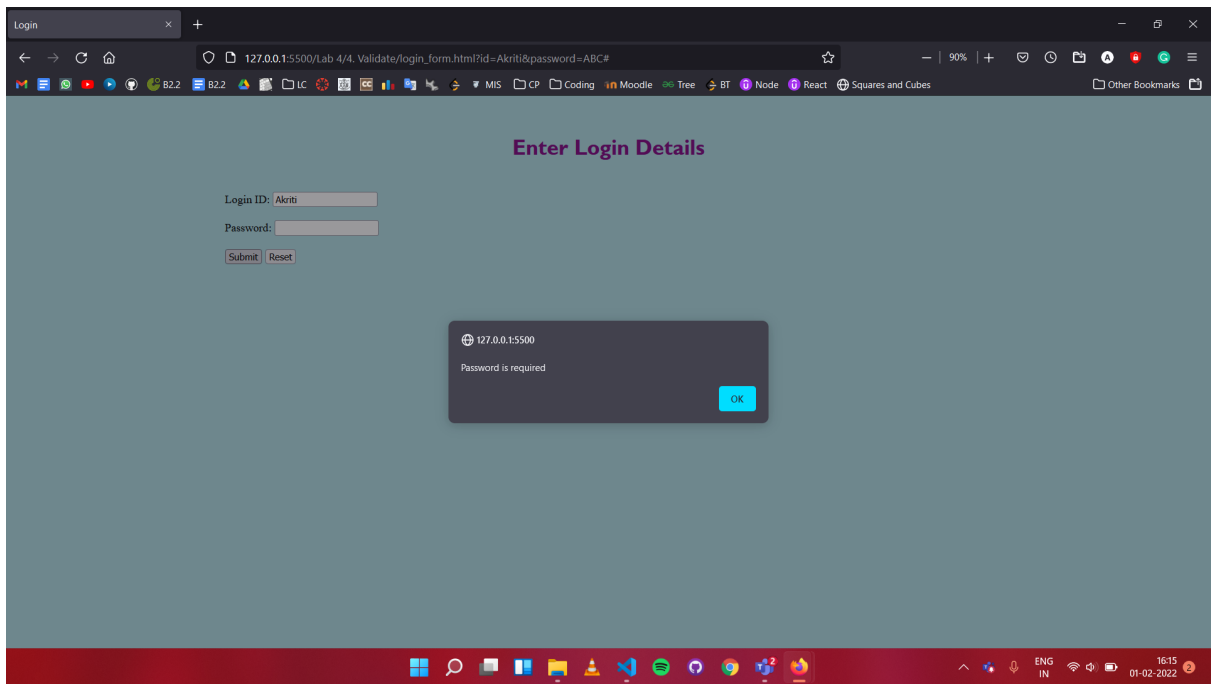 Login
127.0.0.1:5500/Lab 4/4. Validate/login_form.html?id=Akriti&password=ABC#
90%
B2.2 B2.2 LC CC MIS CP Coding Moodle Tree BT Node React Squares and Cubes Other Bookmarks
Enter Login Details
Login ID: Akriti
Password:
Submit Reset
127.0.0.1:5500
Password is required
OK
ENG 16:15
IN 01-02-2022 2